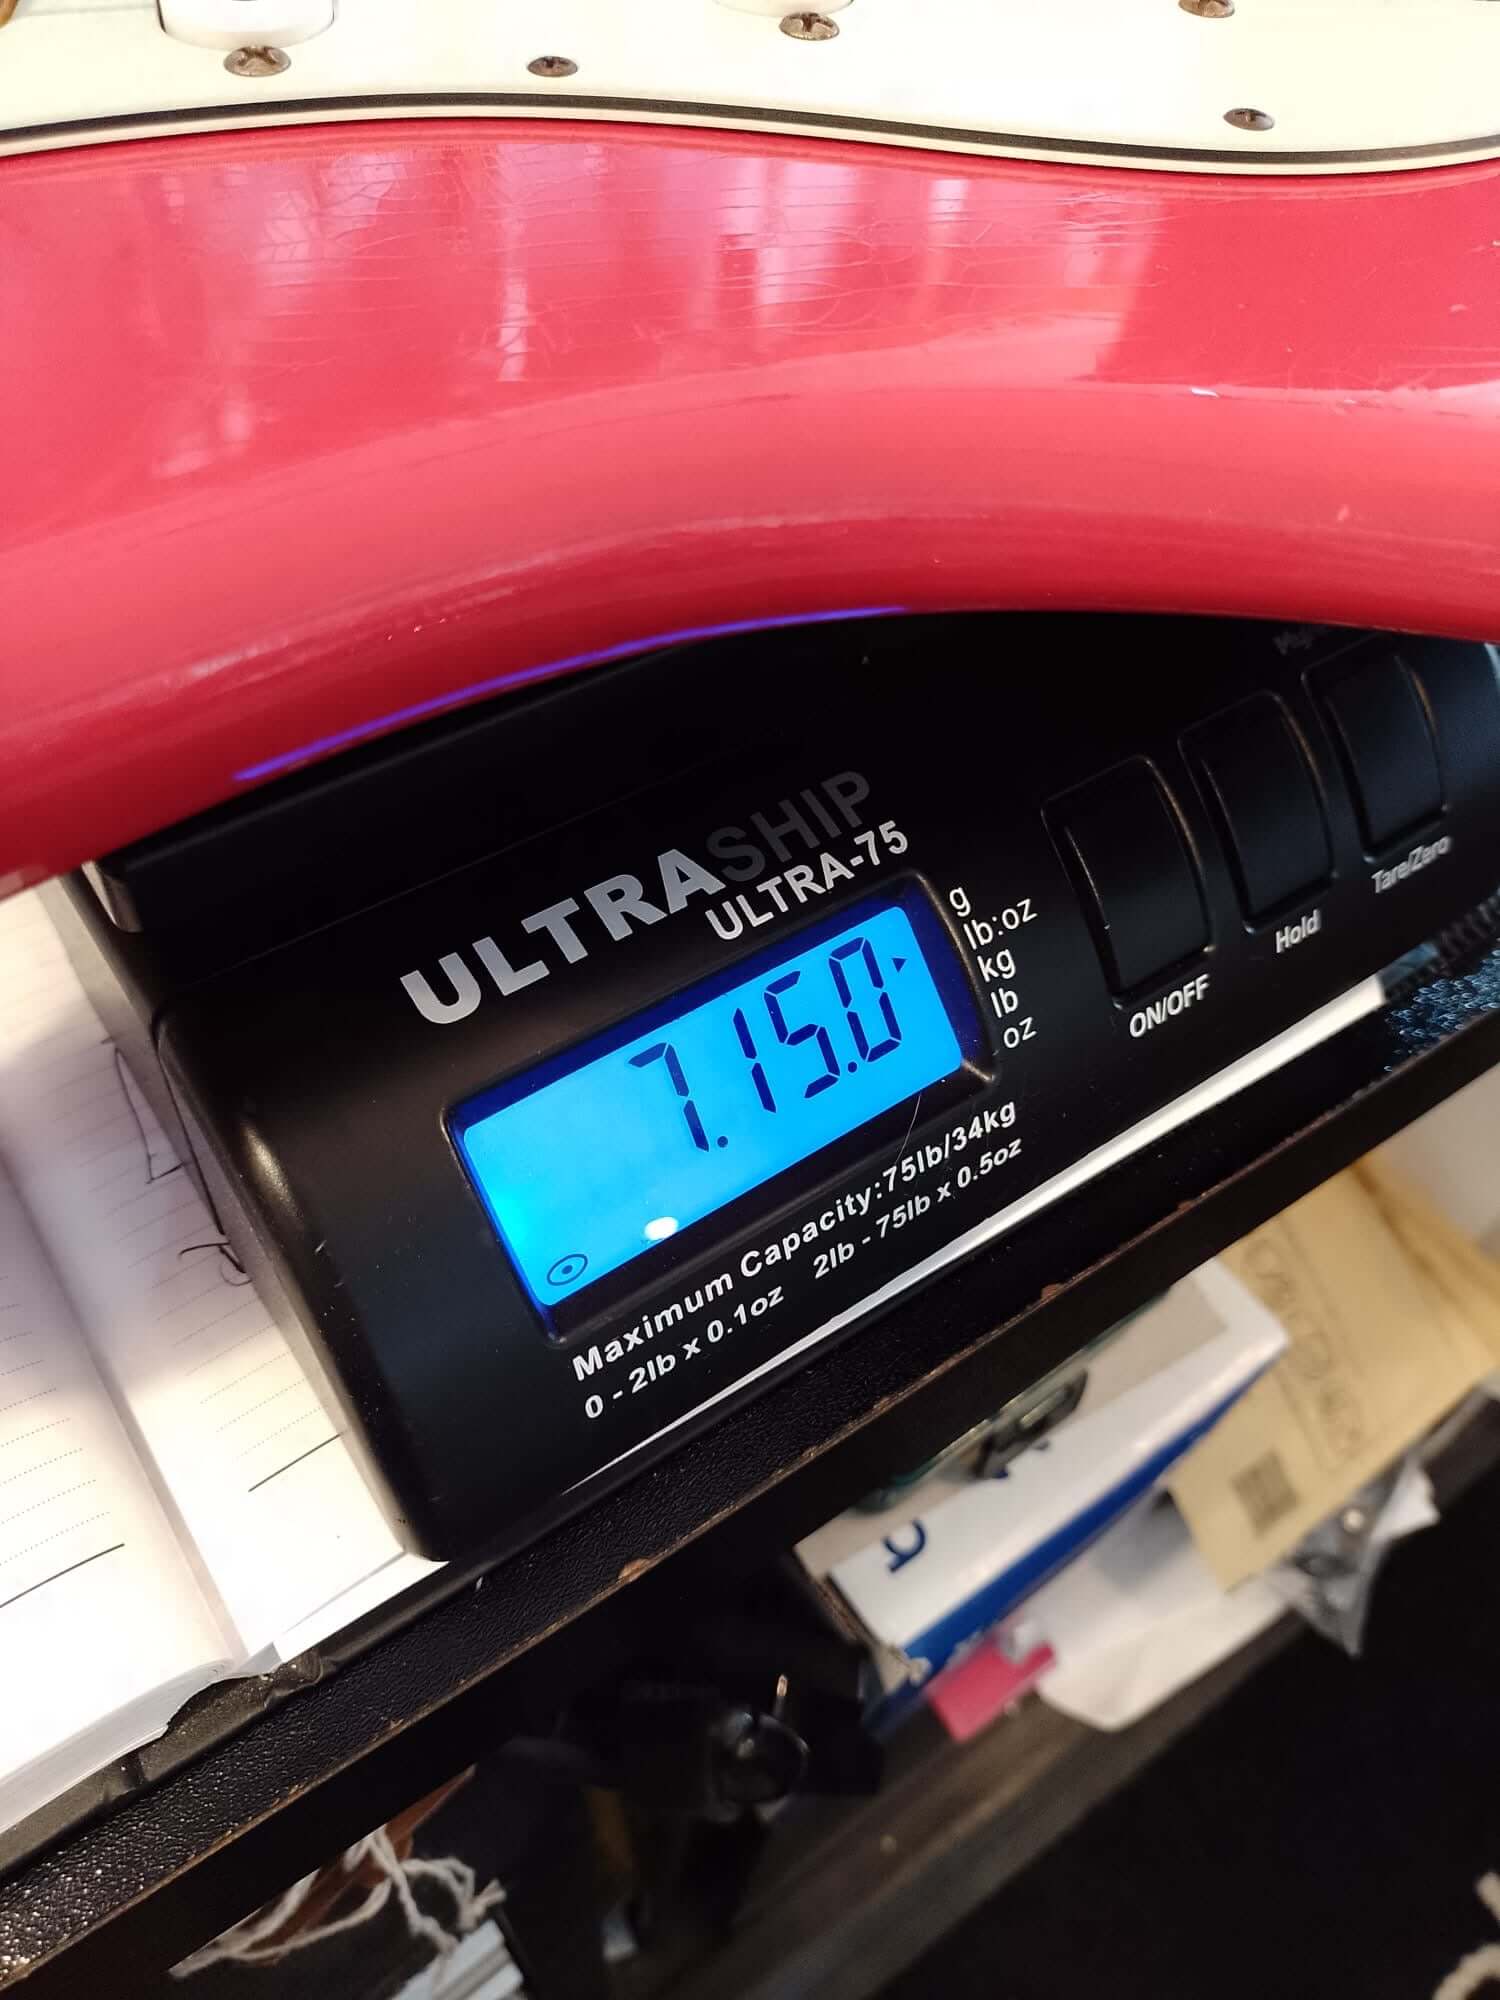 ULTRASHIP
ULTRA-75
7.15.0
g
lb:oz
kg
lb
oz
ON/OFF
Hold
Tare/Zero
Maximum Capacity:75lb/34kg
0 - 2lb x 0.1oz 2lb - 75lb x 0.5oz